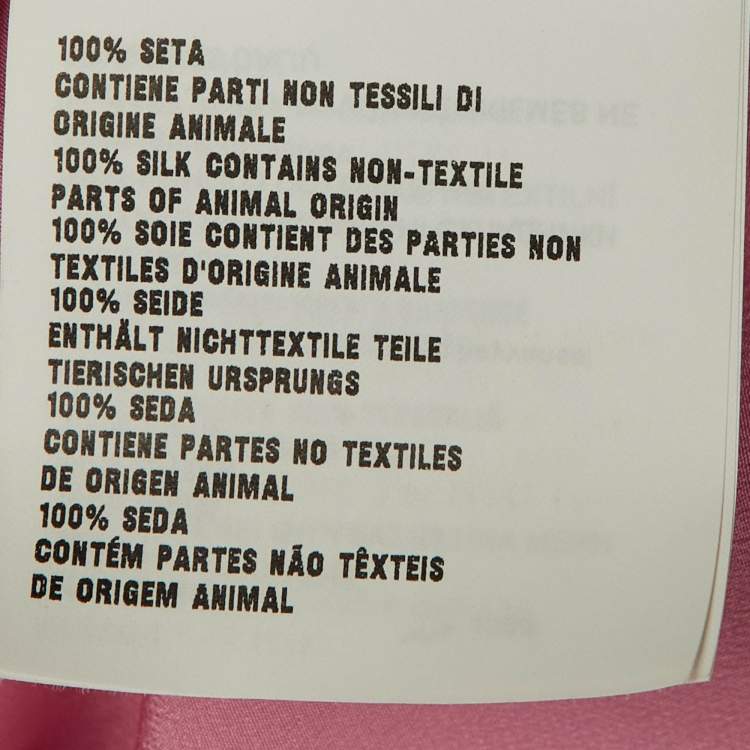 100% SETA
CONTIENE PARTI NON TESSILI DI
ORIGINE ANIMALE
100% SILK CONTAINS NON-TEXTILE
PARTS OF ANIMAL ORIGIN
100% SOIE CONTIENT DES PARTIES NON
TEXTILES D'ORIGINE ANIMALE
100% SEIDE
ENTHÄLT NICHTTEXTILE TEILE
TIERISCHEN URSPRUNGS
100% SEDA
CONTIENE PARTES NO TEXTILES
DE ORIGEN ANIMAL
100% SEDA
CONTÉM PARTES NÃO TÊXTEIS
DE ORIGEM ANIMAL